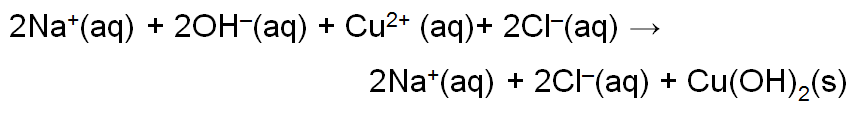 2Na⁺(aq) + 2OH⁻(aq) + Cu²⁺ (aq)+ 2Cl⁻(aq) →
2Na⁺(aq) + 2Cl⁻(aq) + Cu(OH)₂(s)